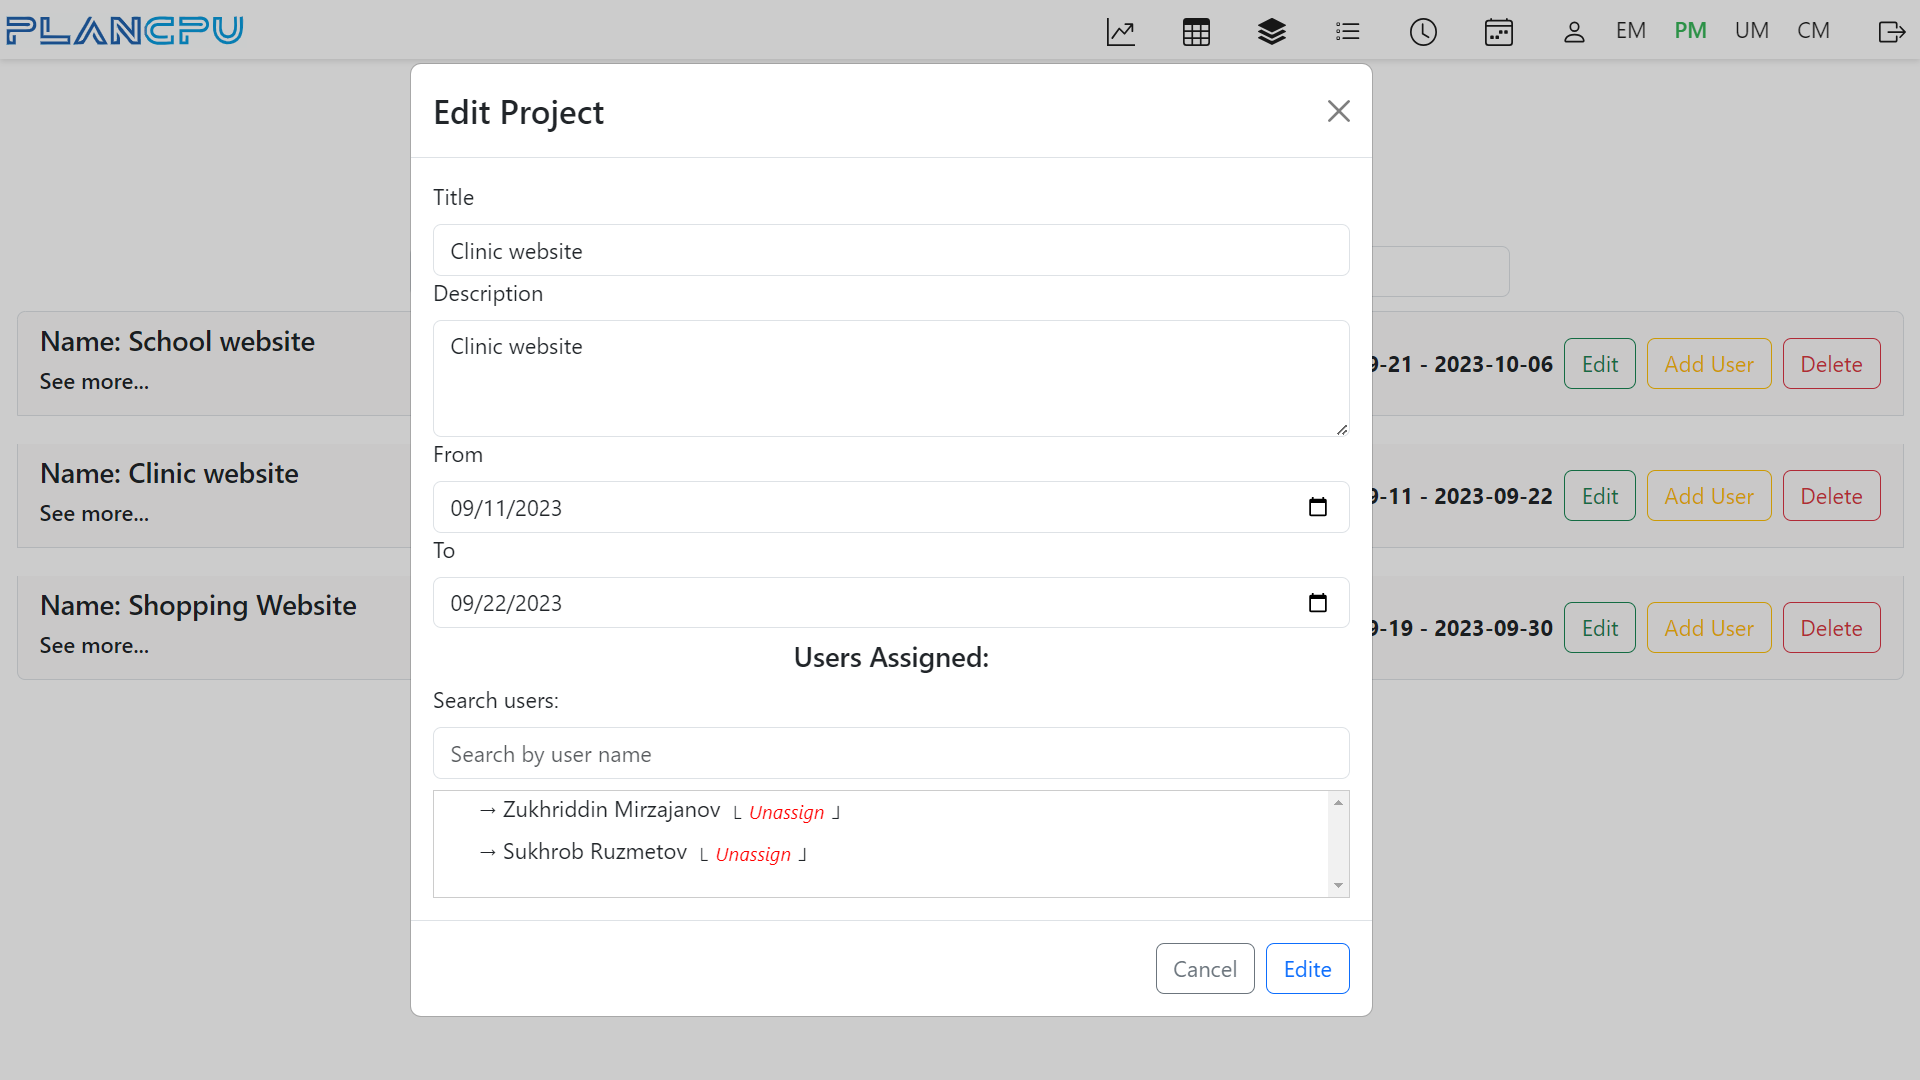 PLANCPU
EM PM UM CM
Edit Project
Title
Clinic website
Description
Clinic website
From
09/11/2023
To
09/22/2023
Users Assigned:
Search users:
Search by user name
→ Zukhriddin Mirzajanov ⌊ Unassign ⌋
→ Sukhrob Ruzmetov ⌊ Unassign ⌋
Cancel Edite
Name: School website
See more...
9-21 - 2023-10-06 Edit Add User Delete
Name: Clinic website
See more...
9-11 - 2023-09-22 Edit Add User Delete
Name: Shopping Website
See more...
9-19 - 2023-09-30 Edit Add User Delete